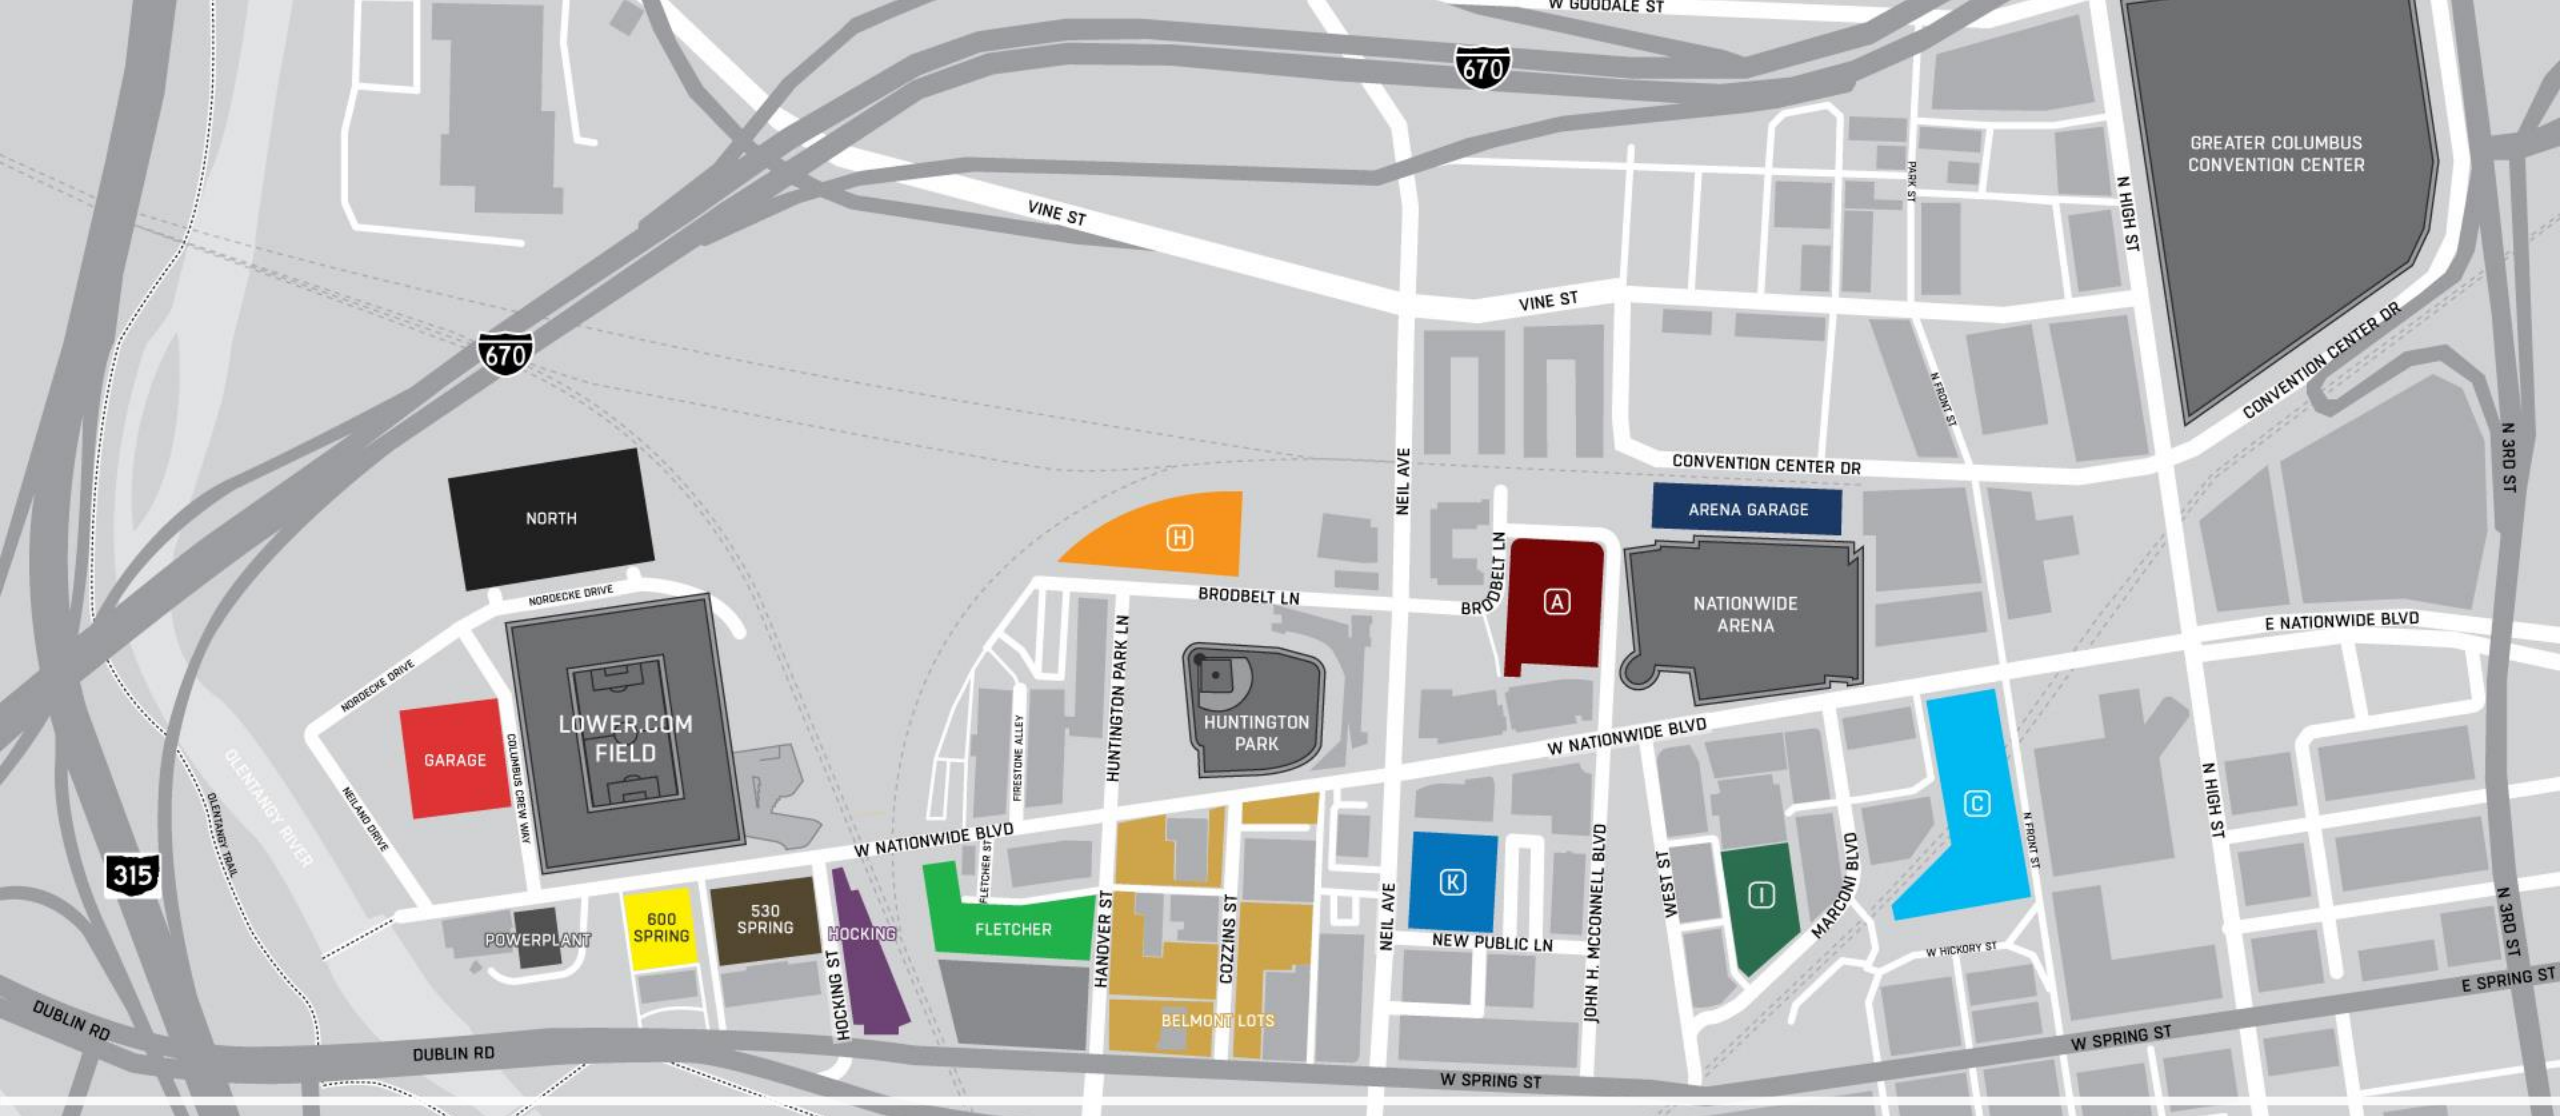 W GOODALE ST
670
GREATER COLUMBUS
CONVENTION CENTER
PARK ST
N HIGH ST
VINE ST
VINE ST
670
CONVENTION CENTER DR
N FRONT ST
NEIL AVE
CONVENTION CENTER DR
N 3RD ST
NORTH
H
BRODBELT LN
ARENA GARAGE
NORDECKE DRIVE
BRODBELT LN
BRODBELT LN
A
NATIONWIDE
ARENA
E NATIONWIDE BLVD
NORDECKE DRIVE
HUNTINGTON PARK LN
LOWER.COM
FIELD
HUNTINGTON
PARK
W NATIONWIDE BLVD
GARAGE
COLUMBUS CREW WAY
FIRESTONE ALLEY
NEILAND DRIVE
OLENTANGY RIVER
OLENTANGY TRAIL
C
N HIGH ST
N FRONT ST
W NATIONWIDE BLVD
315
FLETCHER ST
K
JOHN H. MCCONNELL BLVD
WEST ST
I
MARCONI BLVD
600
SPRING
530
SPRING
HOCKING
FLETCHER
HANOVER ST
COZZINS ST
NEIL AVE
NEW PUBLIC LN
W HICKORY ST
N 3RD ST
POWERPLANT
HOCKING ST
E SPRING ST
DUBLIN RD
BELMONT LOTS
W SPRING ST
DUBLIN RD
W SPRING ST